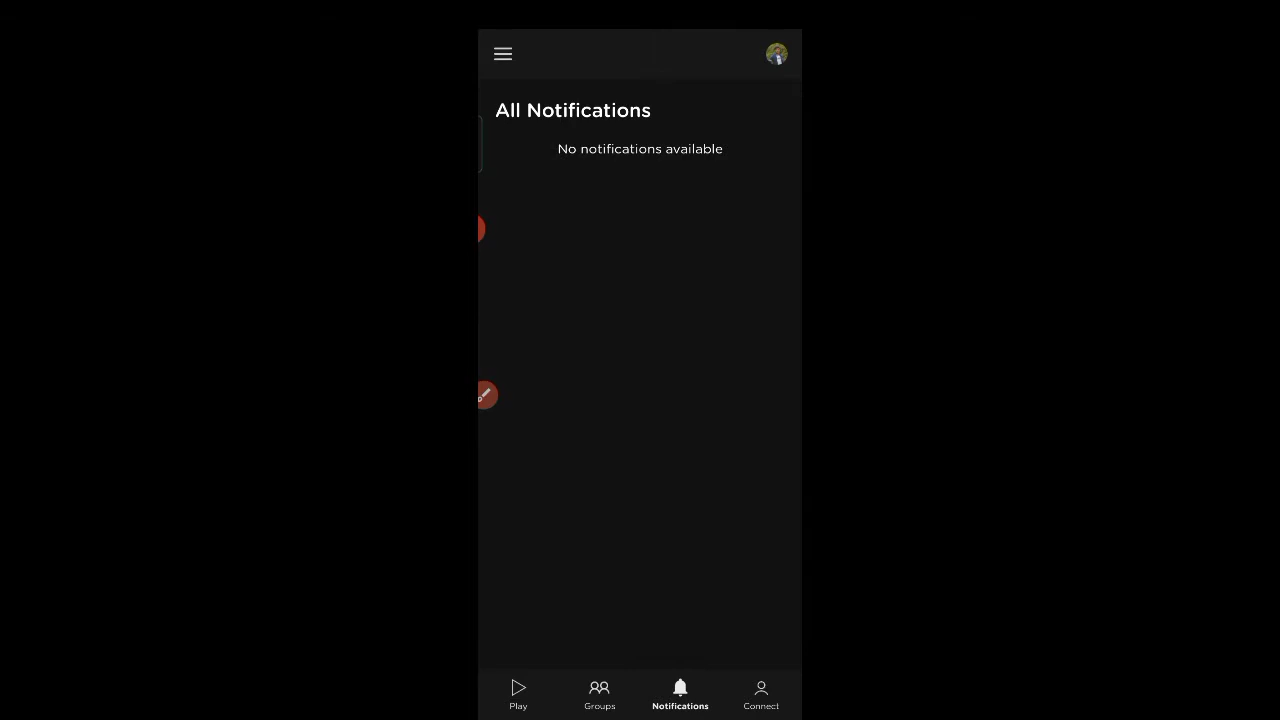 All Notifications
No notifications available
Play
Groups
Notifications
Connect